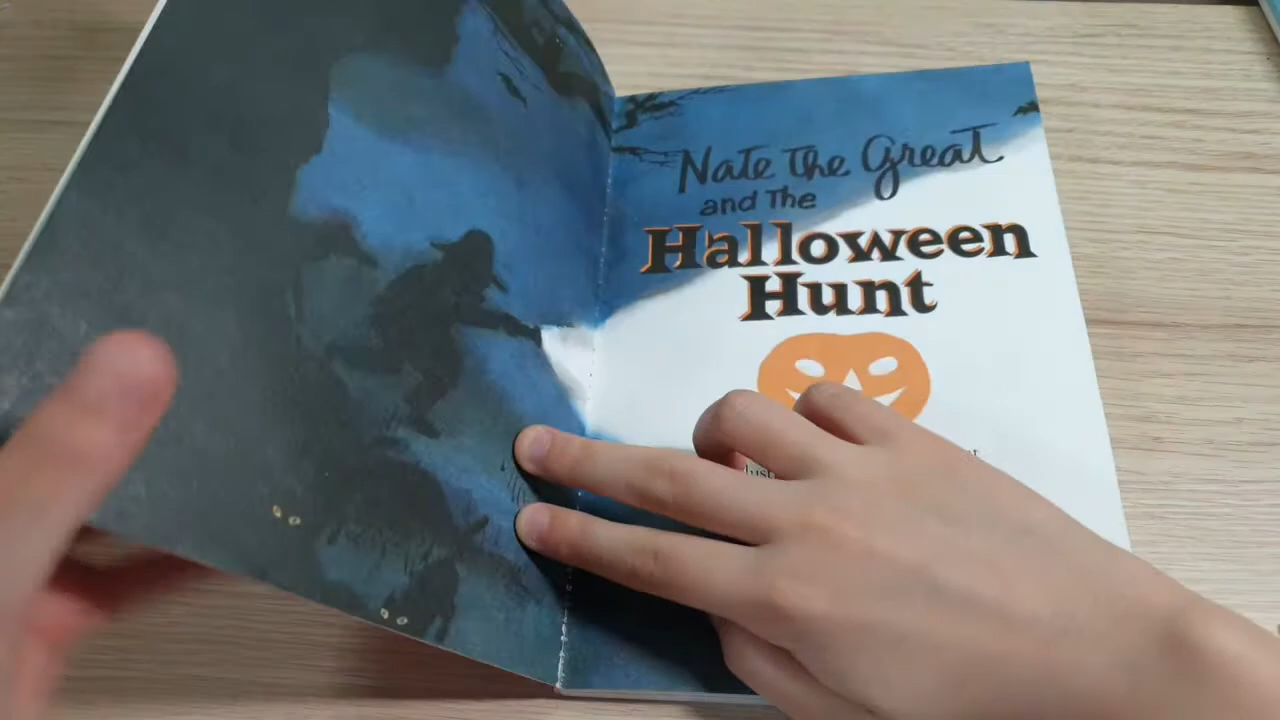 Nate the Great
and The
Halloween
Hunt